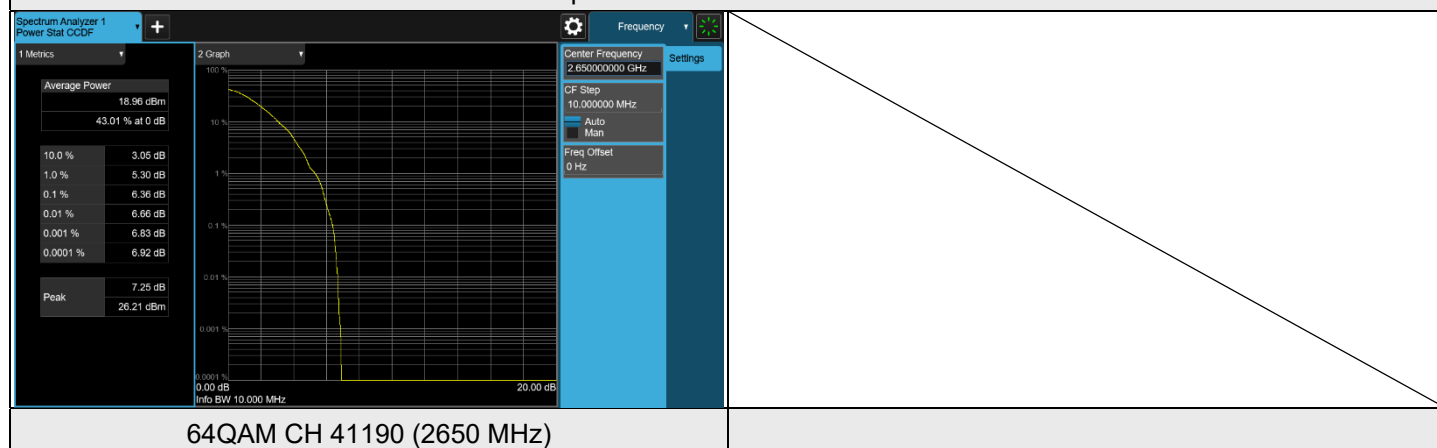 Spectrum Analyzer 1
Power Stat CCDF
+
Frequency
1 Metrics
2 Graph
Center Frequency
2.650000000 GHz
Settings
CF Step
10.000000 MHz
Auto
Man
Freq Offset
0 Hz
Average Power
18.96 dBm
43.01 % at 0 dB
10.0 % 3.05 dB
1.0 % 5.30 dB
0.1 % 6.36 dB
0.01 % 6.66 dB
0.001 % 6.83 dB
0.0001 % 6.92 dB
Peak 7.25 dB
26.21 dBm
100 %
10 %
1 %
0.1 %
0.01 %
0.001 %
0.0001 %
0.00 dB 20.00 dB
Info BW 10.000 MHz
64QAM CH 41190 (2650 MHz)